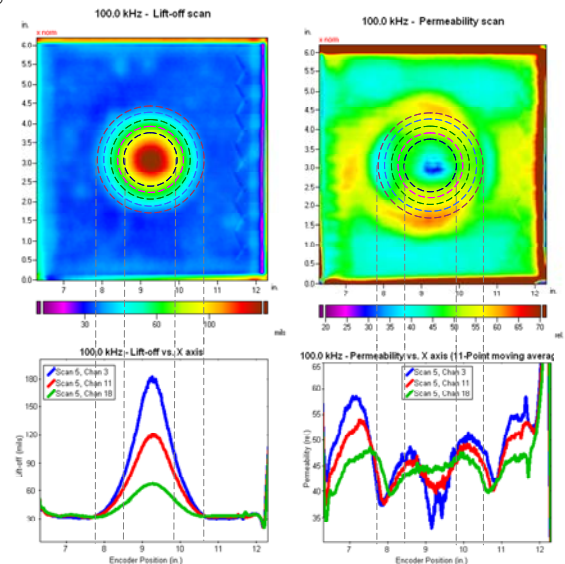 100.0 kHz - Lift-off scan
in.
x norm
6.0
5.5
5.0
4.5
4.0
3.5
3.0
2.5
2.0
1.5
1.0
0.5
0.0
7 8 9 10 11 12
in.
30 60 100
mils
100.0 kHz - Permeability scan
in.
x norm
6.0
5.5
5.0
4.5
4.0
3.5
3.0
2.5
2.0
1.5
1.0
0.5
0.0
7 8 9 10 11 12
in.
20 25 30 35 40 45 50 55 60 65 70
rel.
100.0 kHz - Lift-off vs. X axis
Scan 5, Chan 3
Scan 5, Chan 11
Scan 5, Chan 18
180
150
120
90
60
30
Lift-off (mils)
7 8 9 10 11 12
Encoder Position (in.)
100.0 kHz - Permeability vs. X axis (11-Point moving averag
Scan 5, Chan 3
Scan 5, Chan 11
Scan 5, Chan 18
65
55
50
45
40
35
Permeability (rel.)
7 8 9 10 11 12
Encoder Position (in.)